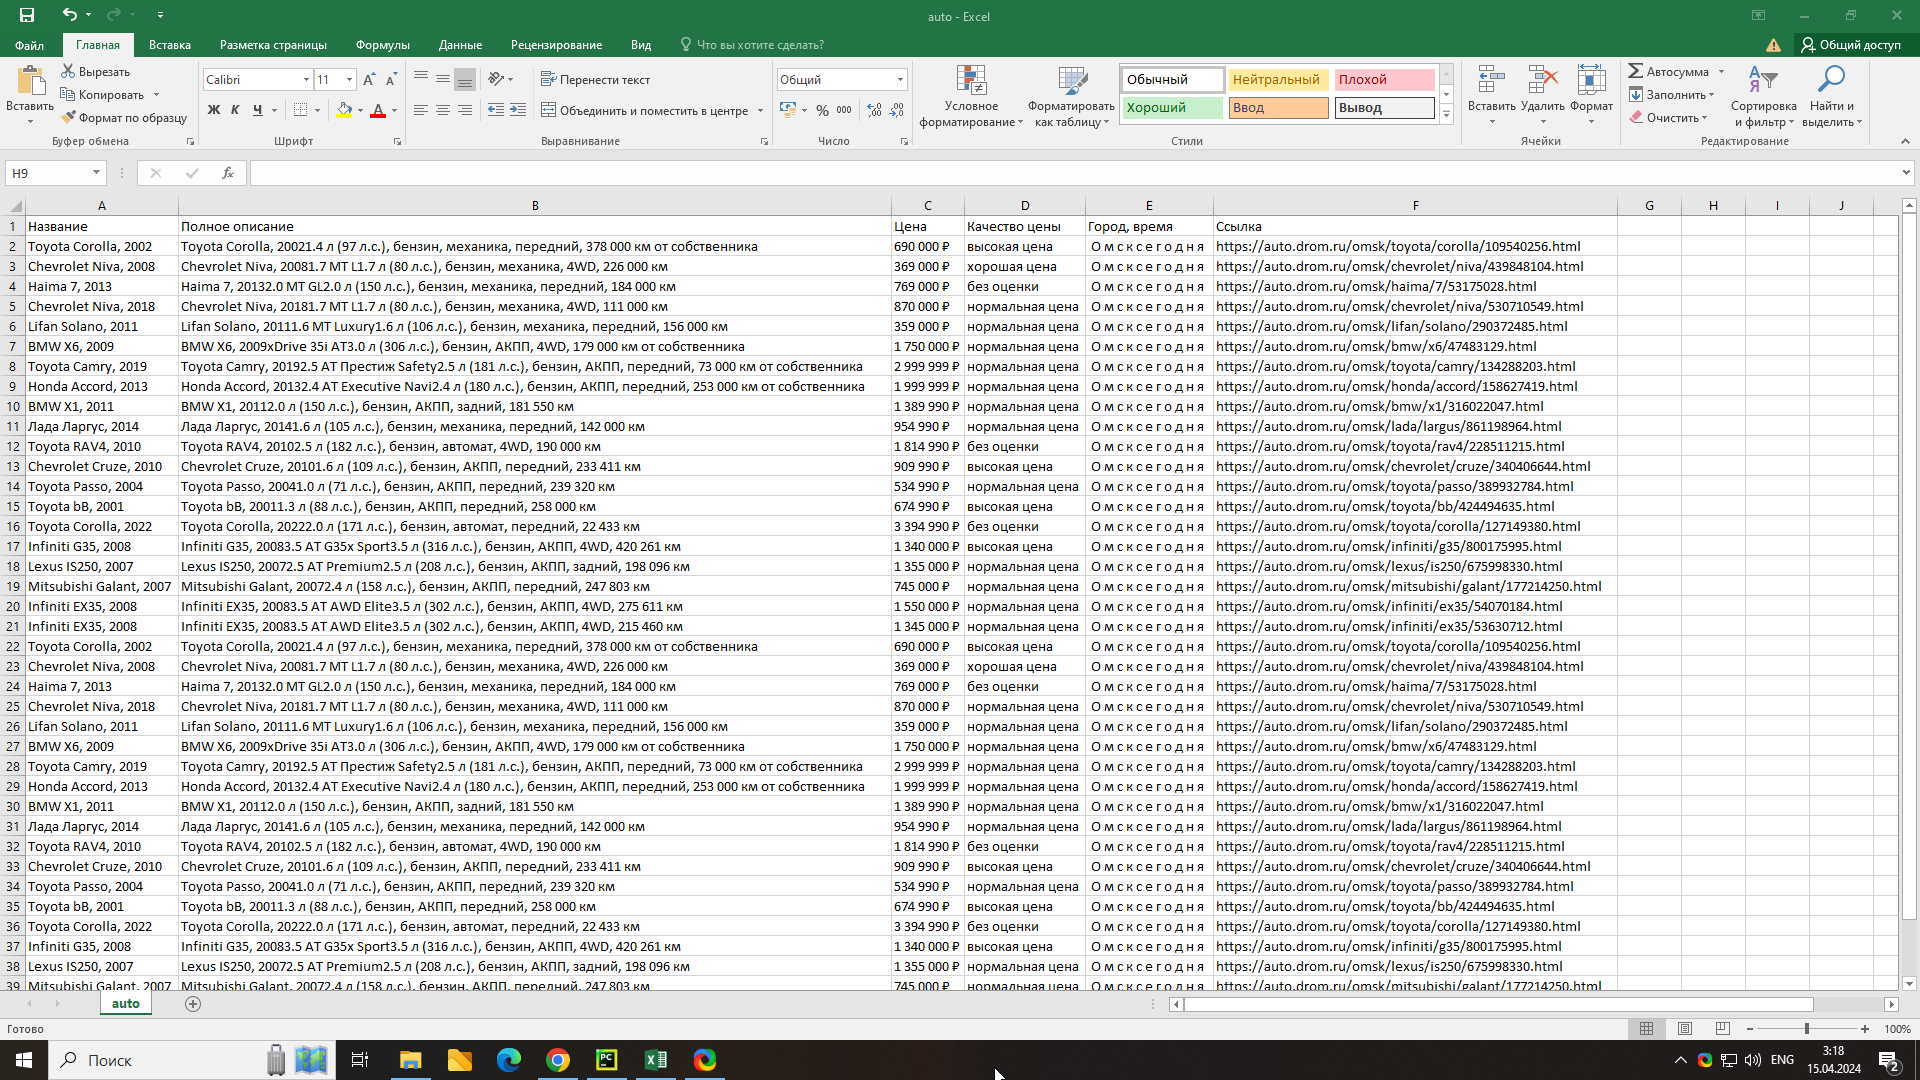 auto - Excel
Файл Главная Вставка Разметка страницы Формулы Данные Рецензирование Вид Что вы хотите сделать? Общий доступ
Вставить Вырезать Копировать Формат по образцу Буфер обмена
Calibri 11 Ж К Ч А Шрифт
Перенести текст Объединить и поместить в центре Выравнивание
Общий % 000 Число
Условное форматирование Форматировать как таблицу
Обычный Нейтральный Плохой
Хороший Ввод Вывод
Стили
Вставить Удалить Формат Ячейки
Автосумма Заполнить Очистить Сортировка и фильтр Найти и выделить Редактирование
H9 fx
A B C D E F G H I J
1 Название Полное описание Цена Качество цены Город, время Ссылка
2 Toyota Corolla, 2002 Toyota Corolla, 20021.4 л (97 л.с.), бензин, механика, передний, 378 000 км от собственника 690 000 ₽ высокая цена О м с к с е г о д н я https://auto.drom.ru/omsk/toyota/corolla/109540256.html
3 Chevrolet Niva, 2008 Chevrolet Niva, 20081.7 MT L1.7 л (80 л.с.), бензин, механика, 4WD, 226 000 км 369 000 ₽ хорошая цена О м с к с е г о д н я https://auto.drom.ru/omsk/chevrolet/niva/439848104.html
4 Haima 7, 2013 Haima 7, 20132.0 MT GL2.0 л (150 л.с.), бензин, механика, передний, 184 000 км 769 000 ₽ без оценки О м с к с е г о д н я https://auto.drom.ru/omsk/haima/7/53175028.html
5 Chevrolet Niva, 2018 Chevrolet Niva, 20181.7 MT L1.7 л (80 л.с.), бензин, механика, 4WD, 111 000 км 870 000 ₽ нормальная цена О м с к с е г о д н я https://auto.drom.ru/omsk/chevrolet/niva/530710549.html
6 Lifan Solano, 2011 Lifan Solano, 20111.6 MT Luxury1.6 л (106 л.с.), бензин, механика, передний, 156 000 км 359 000 ₽ нормальная цена О м с к с е г о д н я https://auto.drom.ru/omsk/lifan/solano/290372485.html
7 BMW X6, 2009 BMW X6, 2009xDrive 35i AT3.0 л (306 л.с.), бензин, АКПП, 4WD, 179 000 км от собственника 1 750 000 ₽ нормальная цена О м с к с е г о д н я https://auto.drom.ru/omsk/bmw/x6/47483129.html
8 Toyota Camry, 2019 Toyota Camry, 20192.5 AT Престиж Safety2.5 л (181 л.с.), бензин, АКПП, передний, 73 000 км от собственника 2 999 999 ₽ нормальная цена О м с к с е г о д н я https://auto.drom.ru/omsk/toyota/camry/134288203.html
9 Honda Accord, 2013 Honda Accord, 20132.4 AT Executive Navi2.4 л (180 л.с.), бензин, АКПП, передний, 253 000 км от собственника 1 999 999 ₽ нормальная цена О м с к с е г о д н я https://auto.drom.ru/omsk/honda/accord/158627419.html
10 BMW X1, 2011 BMW X1, 20112.0 л (150 л.с.), бензин, АКПП, задний, 181 550 км 1 389 990 ₽ нормальная цена О м с к с е г о д н я https://auto.drom.ru/omsk/bmw/x1/316022047.html
11 Лада Ларгус, 2014 Лада Ларгус, 20141.6 л (105 л.с.), бензин, механика, передний, 142 000 км 954 990 ₽ нормальная цена О м с к с е г о д н я https://auto.drom.ru/omsk/lada/largus/861198964.html
12 Toyota RAV4, 2010 Toyota RAV4, 20102.5 (182 л.с.), бензин, автомат, 4WD, 190 000 км 1 814 990 ₽ без оценки О м с к с е г о д н я https://auto.drom.ru/omsk/toyota/rav4/228511215.html
13 Chevrolet Cruze, 2010 Chevrolet Cruze, 20101.6 л (109 л.с.), бензин, АКПП, передний, 233 411 км 909 990 ₽ высокая цена О м с к с е г о д н я https://auto.drom.ru/omsk/chevrolet/cruze/340406644.html
14 Toyota Passo, 2004 Toyota Passo, 20041.0 л (71 л.с.), бензин, АКПП, передний, 239 320 км 534 990 ₽ нормальная цена О м с к с е г о д н я https://auto.drom.ru/omsk/toyota/passo/389932784.html
15 Toyota bB, 2001 Toyota bB, 20011.3 л (88 л.с.), бензин, АКПП, передний, 258 000 км 674 990 ₽ высокая цена О м с к с е г о д н я https://auto.drom.ru/omsk/toyota/bb/424494635.html
16 Toyota Corolla, 2022 Toyota Corolla, 20222.0 л (171 л.с.), бензин, автомат, передний, 22 433 км 3 394 990 ₽ без оценки О м с к с е г о д н я https://auto.drom.ru/omsk/toyota/corolla/127149380.html
17 Infiniti G35, 2008 Infiniti G35, 20083.5 AT G35x Sport3.5 л (316 л.с.), бензин, АКПП, 4WD, 420 261 км 1 340 000 ₽ высокая цена О м с к с е г о д н я https://auto.drom.ru/omsk/infiniti/g35/800175995.html
18 Lexus IS250, 2007 Lexus IS250, 20072.5 AT Premium2.5 л (208 л.с.), бензин, АКПП, задний, 198 096 км 1 355 000 ₽ нормальная цена О м с к с е г о д н я https://auto.drom.ru/omsk/lexus/is250/675998330.html
19 Mitsubishi Galant, 2007 Mitsubishi Galant, 20072.4 л (158 л.с.), бензин, АКПП, передний, 247 803 км 745 000 ₽ нормальная цена О м с к с е г о д н я https://auto.drom.ru/omsk/mitsubishi/galant/177214250.html
20 Infiniti EX35, 2008 Infiniti EX35, 20083.5 AT AWD Elite3.5 л (302 л.с.), бензин, АКПП, 4WD, 275 611 км 1 550 000 ₽ нормальная цена О м с к с е г о д н я https://auto.drom.ru/omsk/infiniti/ex35/54070184.html
21 Infiniti EX35, 2008 Infiniti EX35, 20083.5 AT AWD Elite3.5 л (302 л.с.), бензин, АКПП, 4WD, 215 460 км 1 345 000 ₽ нормальная цена О м с к с е г о д н я https://auto.drom.ru/omsk/infiniti/ex35/53630712.html
22 Toyota Corolla, 2002 Toyota Corolla, 20021.4 л (97 л.с.), бензин, механика, передний, 378 000 км от собственника 690 000 ₽ высокая цена О м с к с е г о д н я https://auto.drom.ru/omsk/toyota/corolla/109540256.html
23 Chevrolet Niva, 2008 Chevrolet Niva, 20081.7 MT L1.7 л (80 л.с.), бензин, механика, 4WD, 226 000 км 369 000 ₽ хорошая цена О м с к с е г о д н я https://auto.drom.ru/omsk/chevrolet/niva/439848104.html
24 Haima 7, 2013 Haima 7, 20132.0 MT GL2.0 л (150 л.с.), бензин, механика, передний, 184 000 км 769 000 ₽ без оценки О м с к с е г о д н я https://auto.drom.ru/omsk/haima/7/53175028.html
25 Chevrolet Niva, 2018 Chevrolet Niva, 20181.7 MT L1.7 л (80 л.с.), бензин, механика, 4WD, 111 000 км 870 000 ₽ нормальная цена О м с к с е г о д н я https://auto.drom.ru/omsk/chevrolet/niva/530710549.html
26 Lifan Solano, 2011 Lifan Solano, 20111.6 MT Luxury1.6 л (106 л.с.), бензин, механика, передний, 156 000 км 359 000 ₽ нормальная цена О м с к с е г о д н я https://auto.drom.ru/omsk/lifan/solano/290372485.html
27 BMW X6, 2009 BMW X6, 2009xDrive 35i AT3.0 л (306 л.с.), бензин, АКПП, 4WD, 179 000 км от собственника 1 750 000 ₽ нормальная цена О м с к с е г о д н я https://auto.drom.ru/omsk/bmw/x6/47483129.html
28 Toyota Camry, 2019 Toyota Camry, 20192.5 AT Престиж Safety2.5 л (181 л.с.), бензин, АКПП, передний, 73 000 км от собственника 2 999 999 ₽ нормальная цена О м с к с е г о д н я https://auto.drom.ru/omsk/toyota/camry/134288203.html
29 Honda Accord, 2013 Honda Accord, 20132.4 AT Executive Navi2.4 л (180 л.с.), бензин, АКПП, передний, 253 000 км от собственника 1 999 999 ₽ нормальная цена О м с к с е г о д н я https://auto.drom.ru/omsk/honda/accord/158627419.html
30 BMW X1, 2011 BMW X1, 20112.0 л (150 л.с.), бензин, АКПП, задний, 181 550 км 1 389 990 ₽ нормальная цена О м с к с е г о д н я https://auto.drom.ru/omsk/bmw/x1/316022047.html
31 Лада Ларгус, 2014 Лада Ларгус, 20141.6 л (105 л.с.), бензин, механика, передний, 142 000 км 954 990 ₽ нормальная цена О м с к с е г о д н я https://auto.drom.ru/omsk/lada/largus/861198964.html
32 Toyota RAV4, 2010 Toyota RAV4, 20102.5 (182 л.с.), бензин, автомат, 4WD, 190 000 км 1 814 990 ₽ без оценки О м с к с е г о д н я https://auto.drom.ru/omsk/toyota/rav4/228511215.html
33 Chevrolet Cruze, 2010 Chevrolet Cruze, 20101.6 л (109 л.с.), бензин, АКПП, передний, 233 411 км 909 990 ₽ высокая цена О м с к с е г о д н я https://auto.drom.ru/omsk/chevrolet/cruze/340406644.html
34 Toyota Passo, 2004 Toyota Passo, 20041.0 л (71 л.с.), бензин, АКПП, передний, 239 320 км 534 990 ₽ нормальная цена О м с к с е г о д н я https://auto.drom.ru/omsk/toyota/passo/389932784.html
35 Toyota bB, 2001 Toyota bB, 20011.3 л (88 л.с.), бензин, АКПП, передний, 258 000 км 674 990 ₽ высокая цена О м с к с е г о д н я https://auto.drom.ru/omsk/toyota/bb/424494635.html
36 Toyota Corolla, 2022 Toyota Corolla, 20222.0 л (171 л.с.), бензин, автомат, передний, 22 433 км 3 394 990 ₽ без оценки О м с к с е г о д н я https://auto.drom.ru/omsk/toyota/corolla/127149380.html
37 Infiniti G35, 2008 Infiniti G35, 20083.5 AT G35x Sport3.5 л (316 л.с.), бензин, АКПП, 4WD, 420 261 км 1 340 000 ₽ высокая цена О м с к с е г о д н я https://auto.drom.ru/omsk/infiniti/g35/800175995.html
38 Lexus IS250, 2007 Lexus IS250, 20072.5 AT Premium2.5 л (208 л.с.), бензин, АКПП, задний, 198 096 км 1 355 000 ₽ нормальная цена О м с к с е г о д н я https://auto.drom.ru/omsk/lexus/is250/675998330.html
39 Mitsubishi Galant, 2007 Mitsubishi Galant, 20072.4 л (158 л.с.), бензин, АКПП, передний, 247 803 км 745 000 ₽ нормальная цена О м с к с е г о д н я https://auto.drom.ru/omsk/mitsubishi/galant/177214250.html
auto
Готово 100%
Поиск PC ENG 3:18
15.04.2024 2